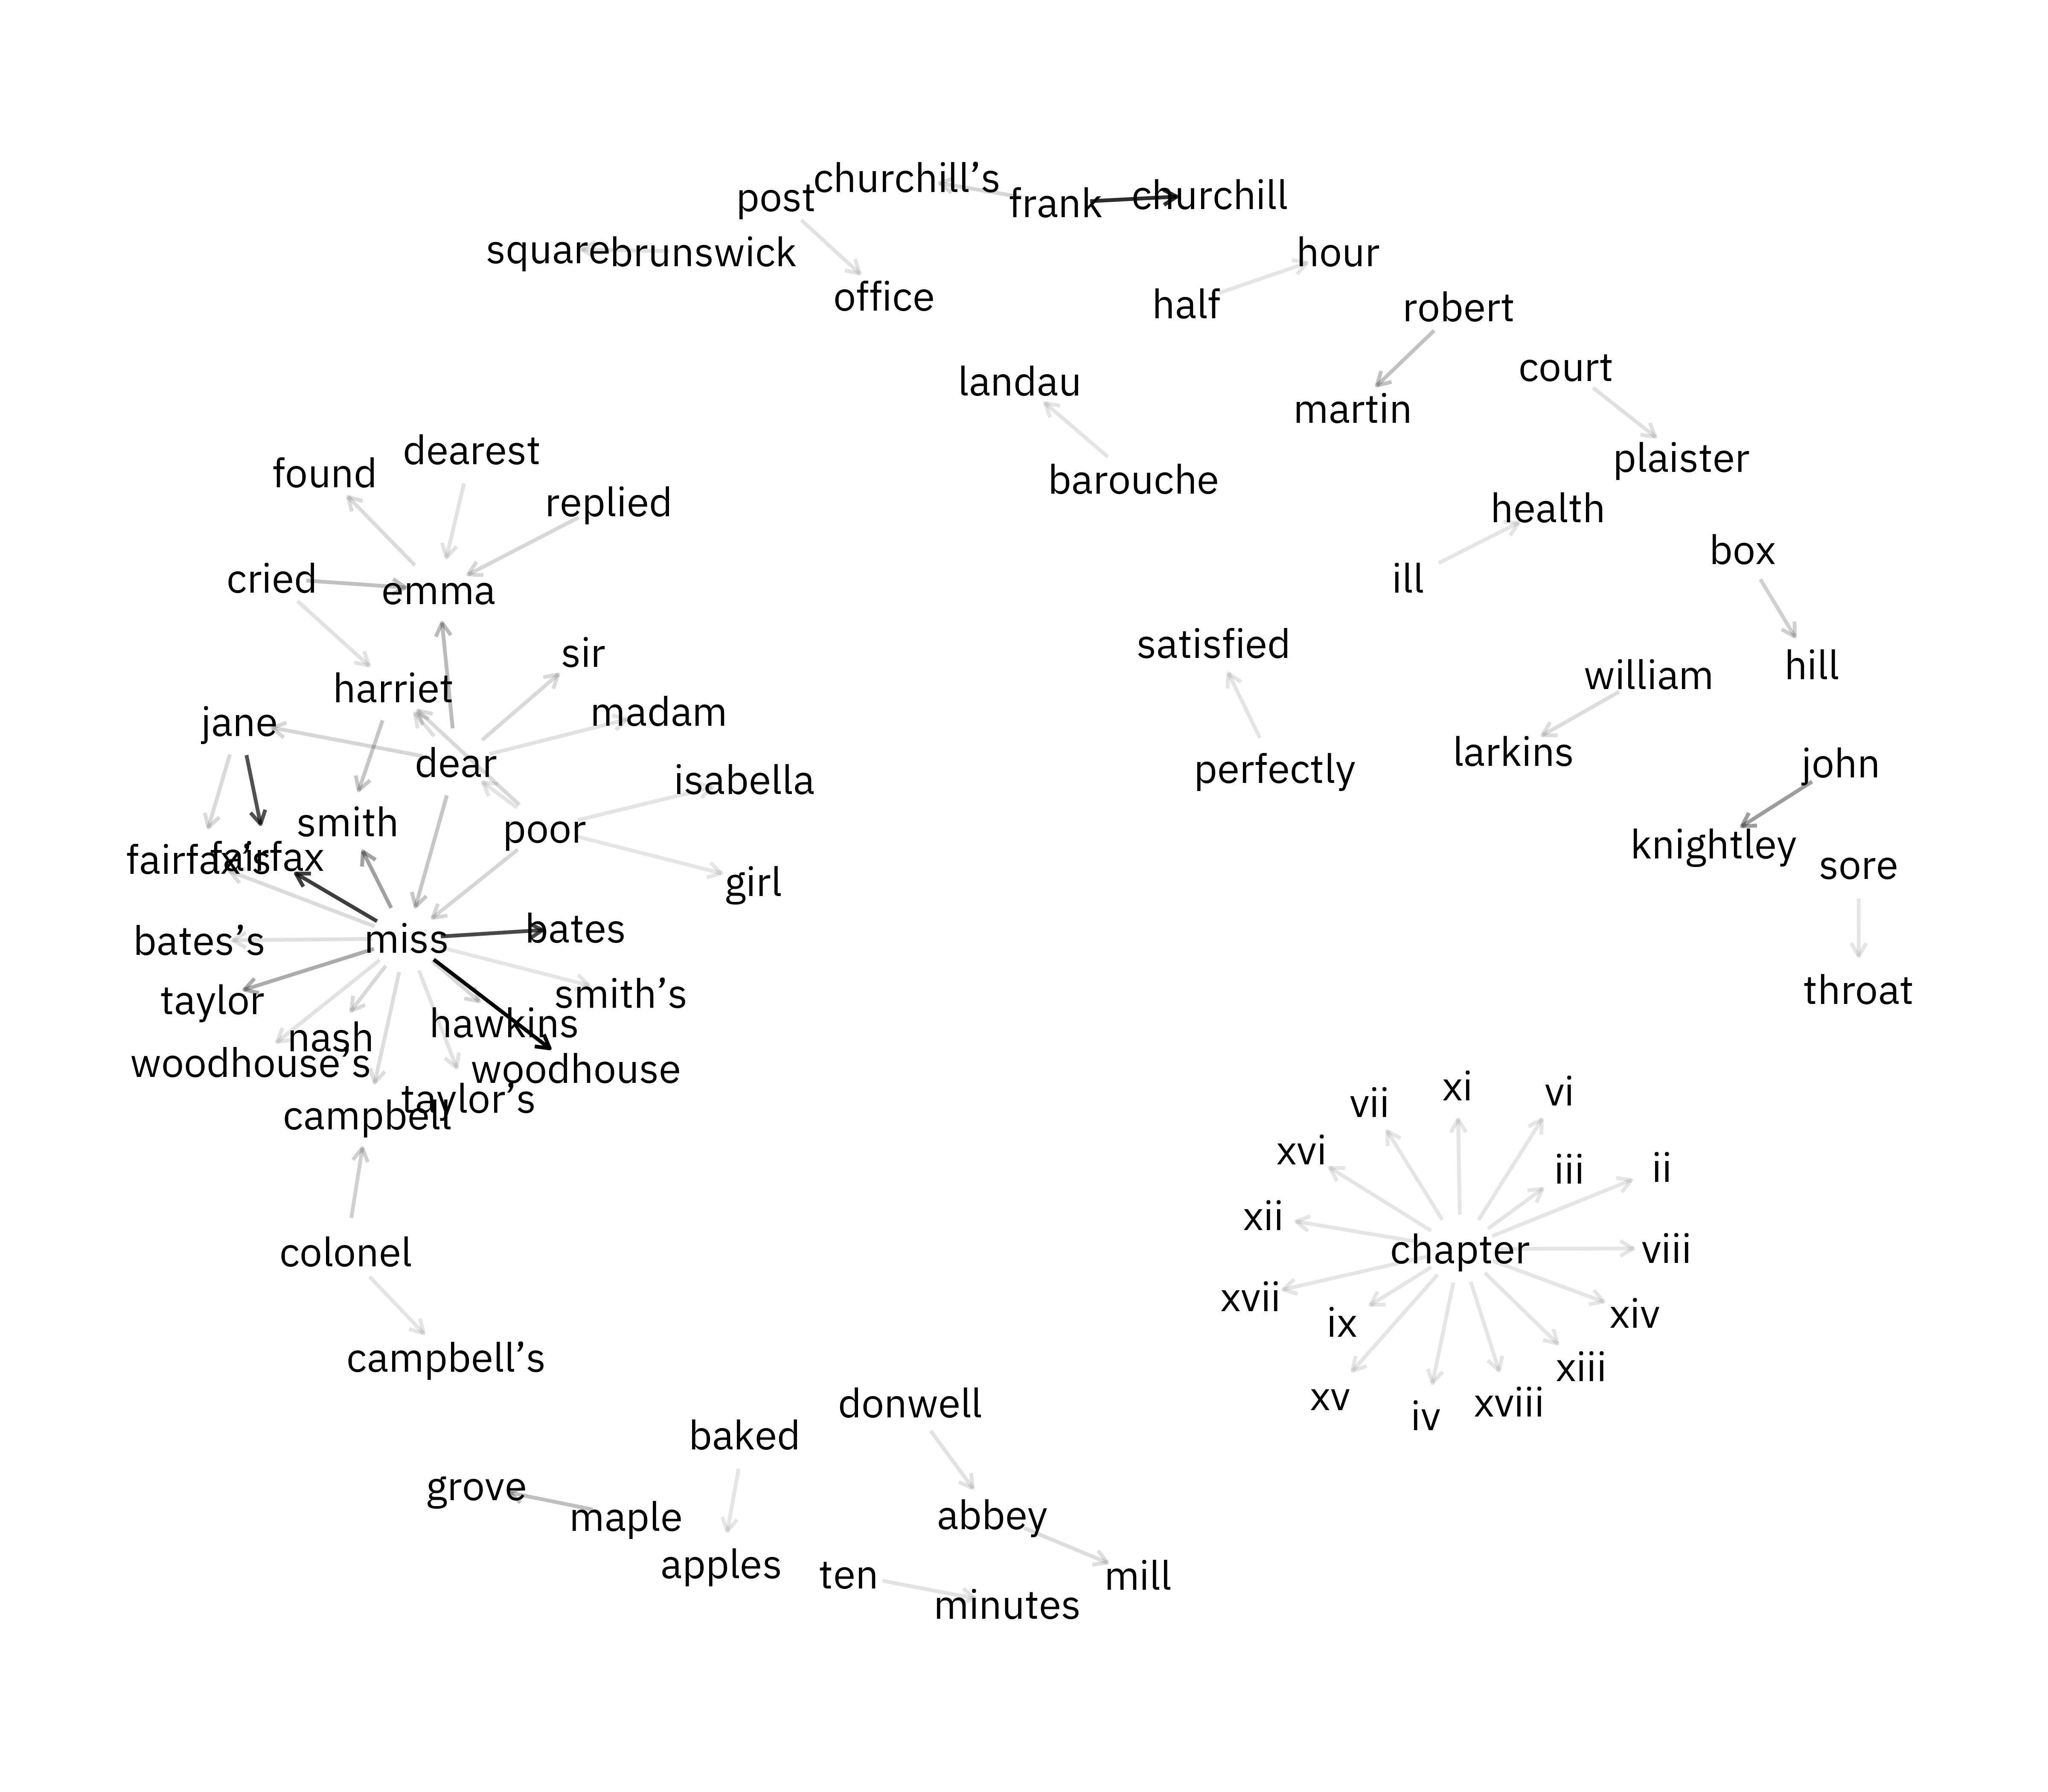 churchill’s
post
frank
churchill
square
brunswick
hour
office
half
robert
landau
court
martin
found
dearest
barouche
plaister
replied
health
box
cried
emma
ill
sir
satisfied
hill
harriet
william
jane
madam
dear
isabella
perfectly
larkins
john
smith
poor
knightley
fairfax’s
fairfax
girl
sore
bates’s
miss
bates
taylor
smith’s
throat
nash
hawkins
woodhouse’s
woodhouse
campbell
taylor’s
vii
xi
vi
xvi
iii
ii
xii
colonel
chapter
viii
xvii
ix
xiv
campbell’s
xiii
xv
iv
xviii
donwell
baked
grove
maple
abbey
apples
ten
mill
minutes